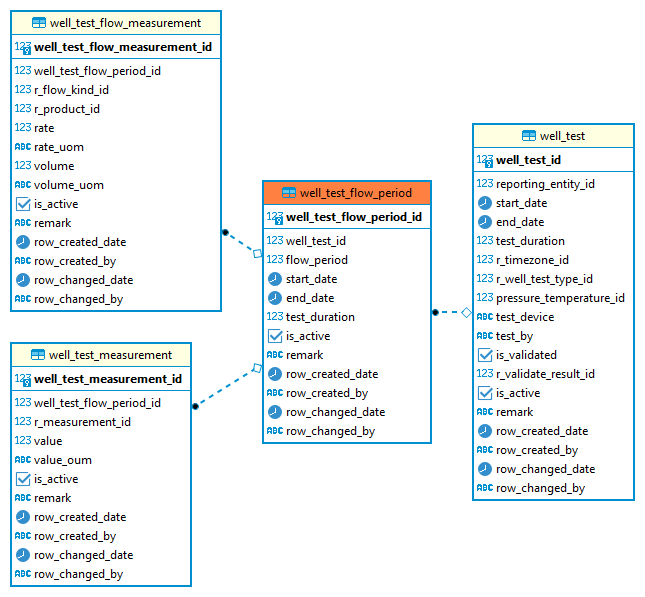 well_test_flow_measurement
123 well_test_flow_measurement_id
123 well_test_flow_period_id
123 r_flow_kind_id
123 r_product_id
123 rate
ABC rate_uom
123 volume
ABC volume_uom
is_active
ABC remark
row_created_date
ABC row_created_by
row_changed_date
ABC row_changed_by
well_test_measurement
123 well_test_measurement_id
123 well_test_flow_period_id
123 r_measurement_id
123 value
ABC value_oum
is_active
ABC remark
row_created_date
ABC row_created_by
row_changed_date
ABC row_changed_by
well_test_flow_period
123 well_test_flow_period_id
123 well_test_id
123 flow_period
start_date
end_date
123 test_duration
is_active
ABC remark
row_created_date
ABC row_created_by
row_changed_date
ABC row_changed_by
well_test
123 well_test_id
123 reporting_entity_id
start_date
end_date
123 test_duration
123 r_timezone_id
123 r_well_test_type_id
123 pressure_temperature_id
ABC test_device
ABC test_by
is_validated
123 r_validate_result_id
is_active
ABC remark
row_created_date
ABC row_created_by
row_changed_date
ABC row_changed_by